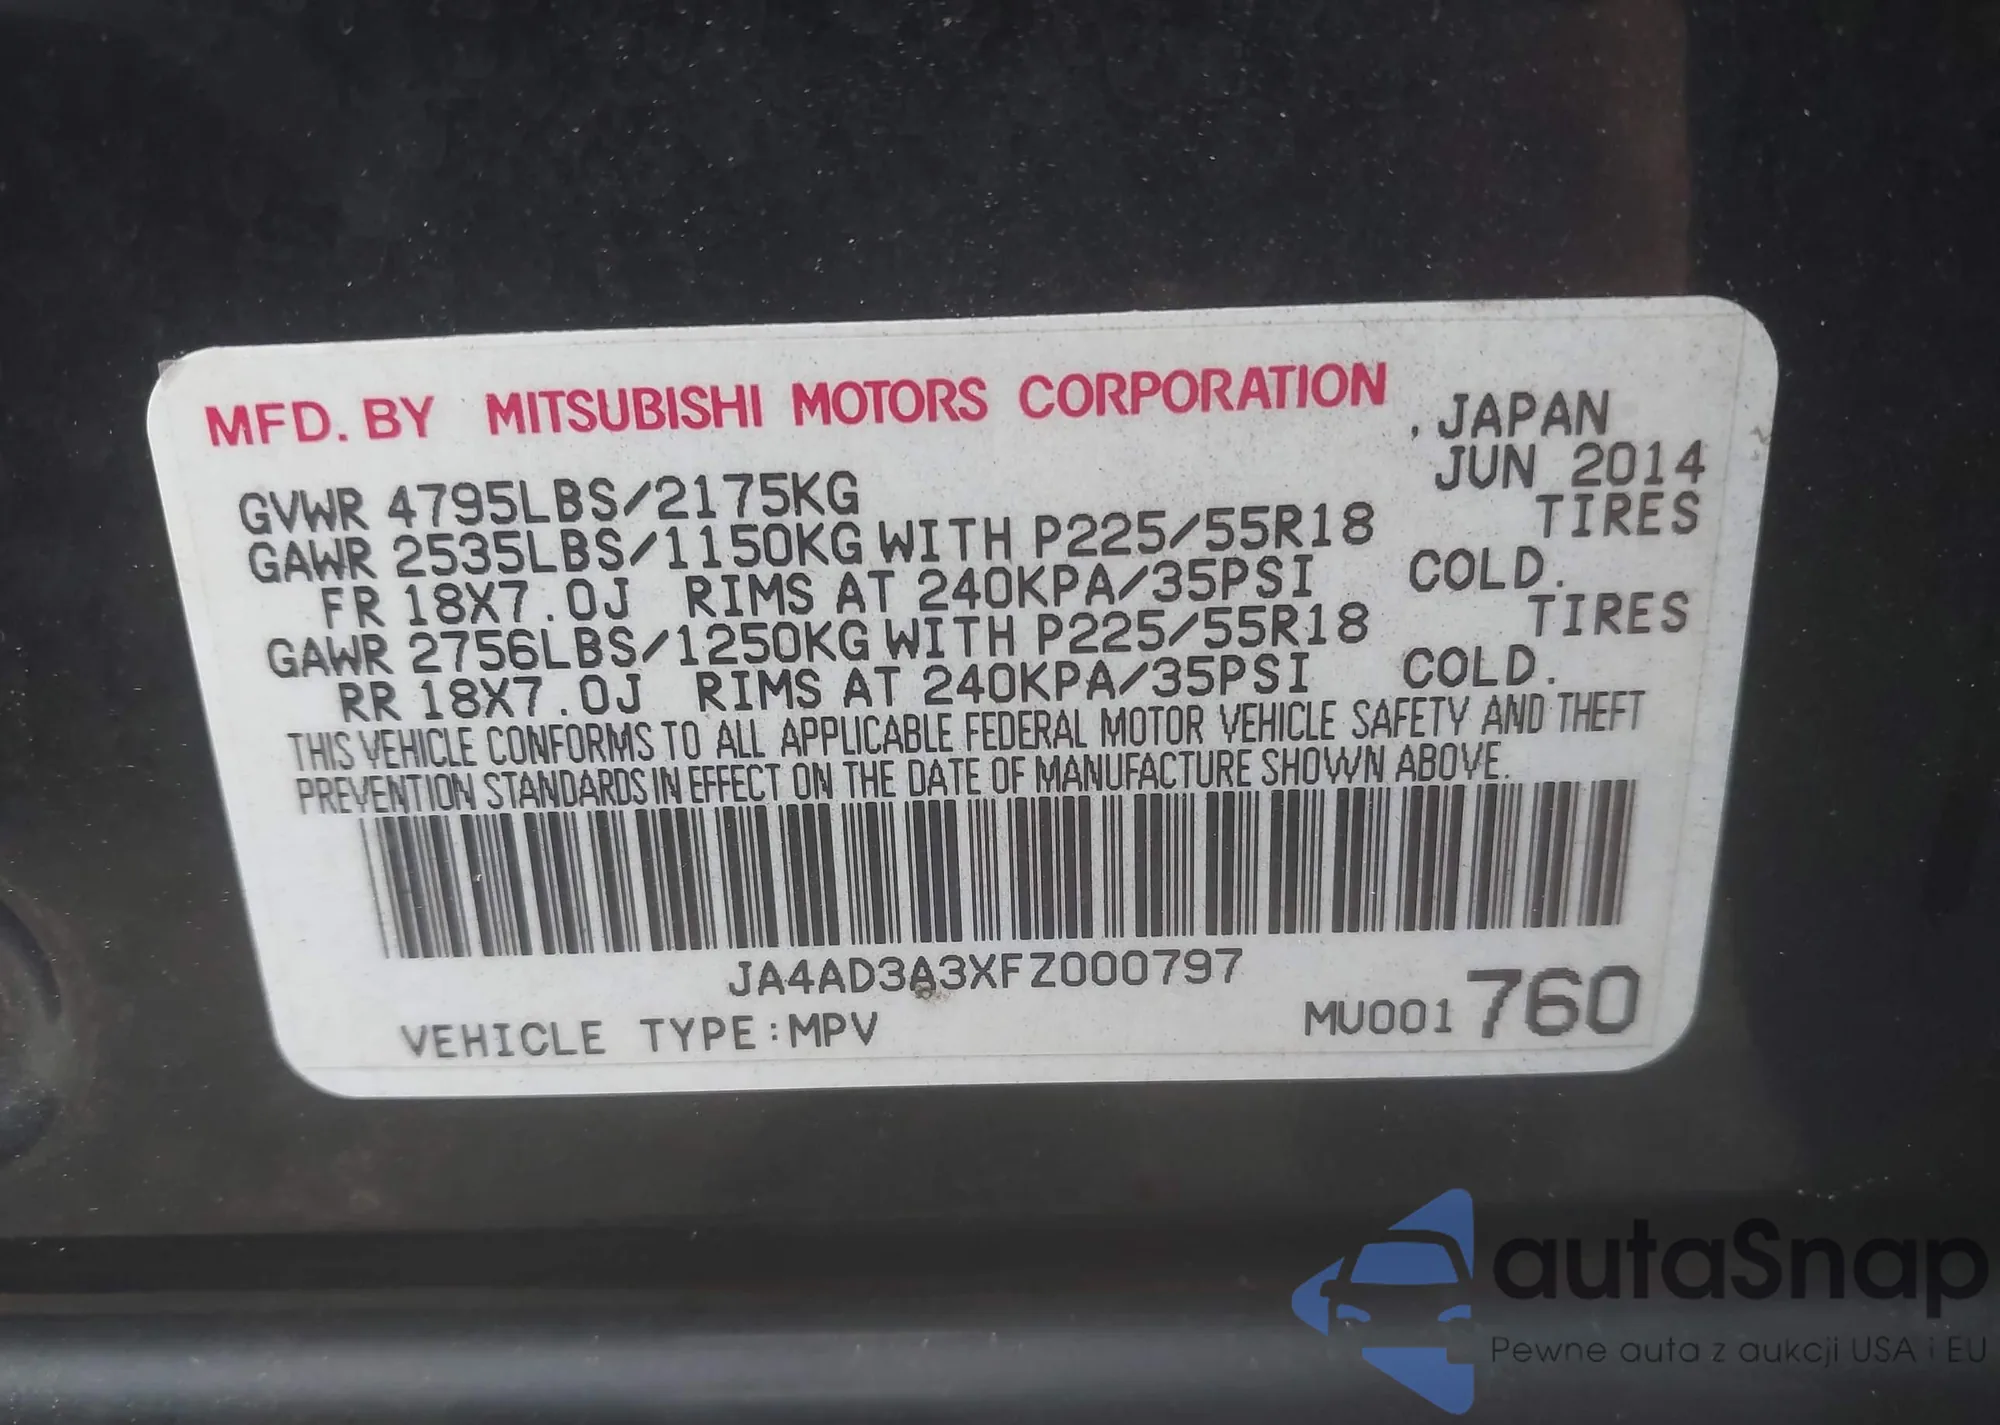 MFD. BY MITSUBISHI MOTORS CORPORATION , JAPAN
JUN 2014
GVWR 4795LBS/2175KG
GAWR 2535LBS/1150KG WITH P225/55R18 TIRES
FR 18X7.0J RIMS AT 240KPA/35PSI COLD.
GAWR 2756LBS/1250KG WITH P225/55R18 TIRES
RR 18X7.0J RIMS AT 240KPA/35PSI COLD.
THIS VEHICLE CONFORMS TO ALL APPLICABLE FEDERAL MOTOR VEHICLE SAFETY AND THEFT
PREVENTION STANDARDS IN EFFECT ON THE DATE OF MANUFACTURE SHOWN ABOVE.
JA4AD3A3XFZ000797
VEHICLE TYPE:MPV MU001760
autaSnap
Pewne auta z aukcji USA i EU